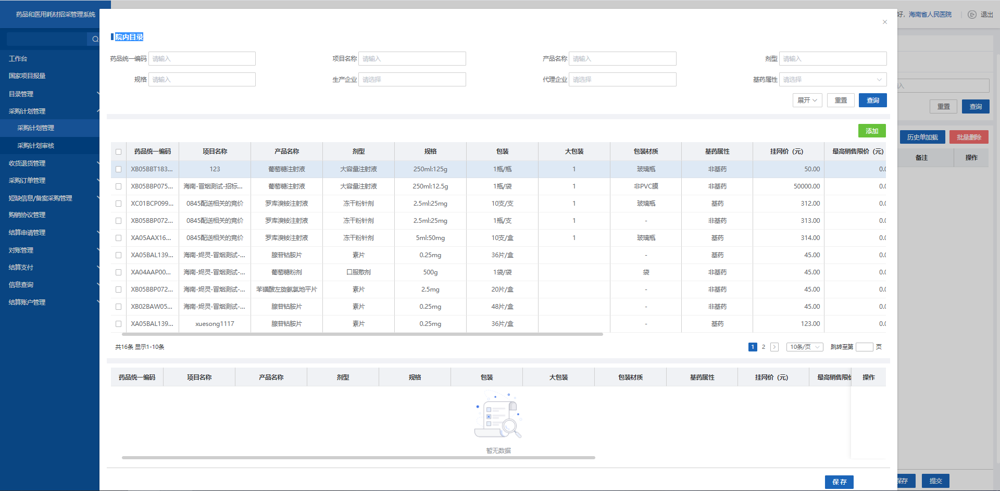 药品和医用耗材招采管理系统
好，海南省人民医院
退出
工作台
国家项目报量
目录管理
采购计划管理
采购计划管理
采购计划审核
收货退货管理
采购订单管理
短缺信息/备案采购管理
购销协议管理
结算申请管理
对账管理
结算支付
信息查询
结算账户管理
院内目录
药品统一编码 请输入 项目名称 请输入 产品名称 请输入 剂型 请输入
规格 请输入 生产企业 请选择 代理企业 请选择 基药属性 请选择
展开 重置 查询
添加
药品统一编码 项目名称 产品名称 剂型 规格 包装 大包装 包装材质 基药属性 挂网价（元） 最高销售限价（元）
XB05BBT183... 123 葡萄糖注射液 大容量注射液 250ml:125g 1瓶/瓶 1 玻璃瓶 非基药 50.00 0.0
XB05BBP075... 海南-冒烟测试-招标... 葡萄糖注射液 大容量注射液 250ml:12.5g 1瓶/袋 1 非PVC膜 非基药 50000.00 0.0
XC01BCP099... 0845配送相关的竞价 罗库溴铵注射液 冻干粉针剂 2.5ml:25mg 10支/支 1 玻璃瓶 基药 312.00 0.0
XB05BBP072... 0845配送相关的竞价 罗库溴铵注射液 冻干粉针剂 2.5ml:25mg 1瓶/支 1 - 非基药 313.00 0.0
XA05AAX16... 0845配送相关的竞价 罗库溴铵注射液 冻干粉针剂 5ml:50mg 10支/盒 1 玻璃瓶 基药 314.00 0.0
XA05BAL139... 海南-烬灵-冒烟测试-... 腺苷钴胺片 素片 0.25mg 36片/盒 - 基药 45.00 0.0
XA04AAP00... 海南-烬灵-冒烟测试-... 葡萄糖粉剂 口服散剂 500g 1袋/袋 袋 非基药 45.00 0.0
XB05BBP072... 海南-烬灵-冒烟测试-... 苯磺酸左旋氨氯地平片 素片 2.5mg 20片/盒 - 非基药 45.00 0.0
XB02BAW05... 海南-烬灵-冒烟测试-... 腺苷钴胺片 素片 0.25mg 48片/盒 - 非基药 45.00 0.0
XA05BAL139... xuesong1117 腺苷钴胺片 素片 0.25mg 36片/盒 - 基药 123.00 0.0
共16条 显示1-10条 1 2 10条/页 跳转至第 页
药品统一编码 项目名称 产品名称 剂型 规格 包装 大包装 包装材质 基药属性 挂网价（元） 最高销售限价 操作
暂无数据
保存
入
重置 查询
历史单加载 批量删除
备注 操作
保存 提交